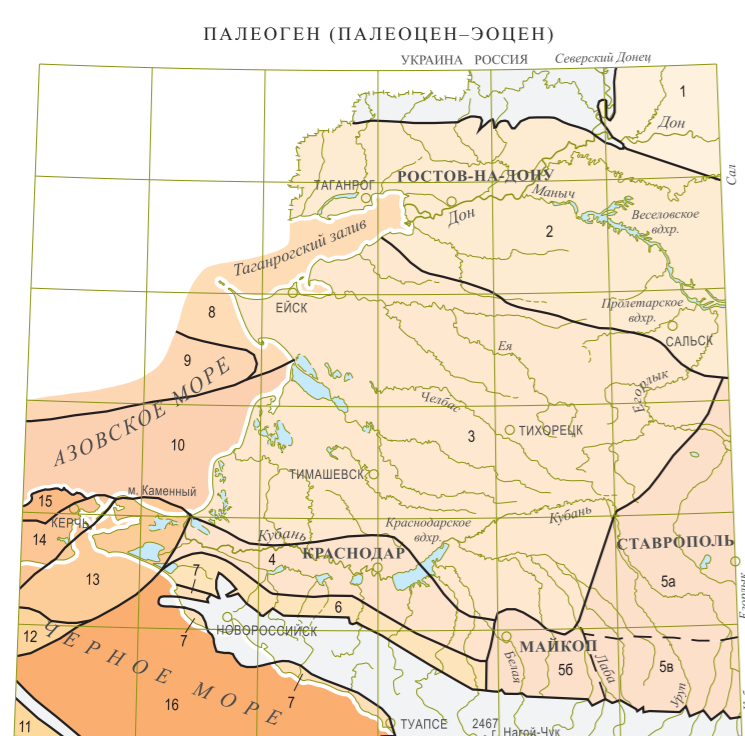 ПАЛЕОГЕН (ПАЛЕОЦЕН–ЭОЦЕН)
УКРАИНА РОССИЯ
Северский Донец
1
Дон
Сал
ТАГАНРОГ
РОСТОВ-НА-ДОНУ
Маныч
Дон
Веселовское
вдхр.
2
Таганрогский залив
8
ЕЙСК
Пролетарское
вдхр.
САЛЬСК
Ея
9
АЗОВСКОЕ МОРЕ
Егорлык
Челбас
10
3
ТИХОРЕЦК
ТИМАШЕВСК
м. Каменный
15
КЕРЧЬ
Кубань
Краснодарское
вдхр.
Кубань
14
КРАСНОДАР
СТАВРОПОЛЬ
4
7
13
5а
Егорлык
6
12
ЧЕРНОЕ МОРЕ
7
НОВОРОССИЙСК
МАЙКОП
Белая
5б
Лаба
5в
Уруп
16
7
11
ТУАПСЕ
2467
г. Нагой-Чук